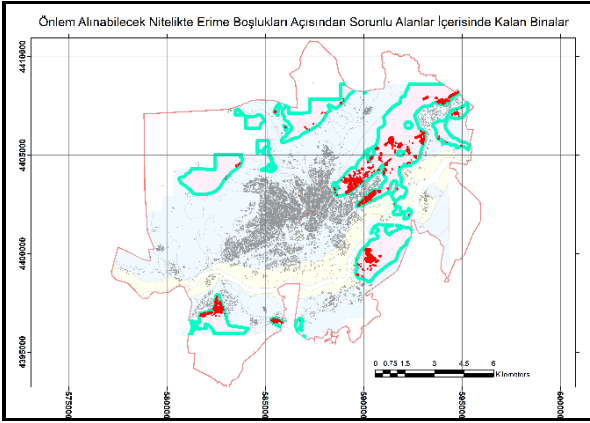 Önlem Alınabilecek Nitelikte Erime Boşlukları Açısından Sorunlu Alanlar İçerisinde Kalan Binalar
4410000
4405000
4400000
4395000
0 0.75 1.5 3 4.5 6
Kilometers
575000 580000 585000 590000 595000 600000